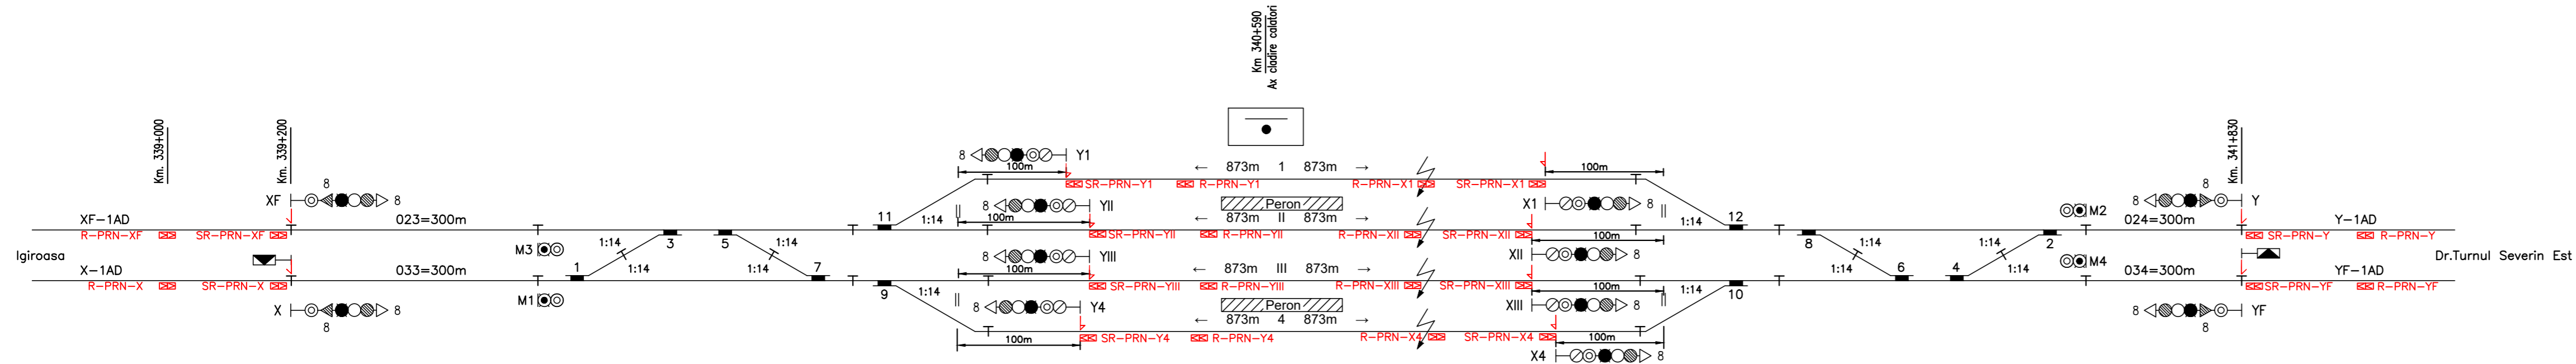 Km 340+590
Ax cladire calatori
Km. 339+000
Km. 339+200
Km. 341+830
8 Y1
100m
← 873m 1 873m →
SR-PRN-Y1 R-PRN-Y1 R-PRN-X1 SR-PRN-X1
100m
XF 8 8
8 8 Y
XF-1AD 023=300m
11 1:14
8 YII
100m
Peron
X1 8
1:14 12
M2
024=300m Y-1AD
← 873m II 873m →
R-PRN-XF SR-PRN-XF
SR-PRN-YII R-PRN-YII R-PRN-XII SR-PRN-XII
100m
SR-PRN-Y R-PRN-Y
Igiroasa
M3
1:14 3 5 1:14
8 YIII
XII 8
8 1:14 1:14 2
M4
Dr.Turnul Severin Est
X-1AD 033=300m
1 1:14 1:14 7
100m
← 873m III 873m →
1:14 6 4 1:14
034=300m YF-1AD
R-PRN-X SR-PRN-X
9 1:14
SR-PRN-YIII R-PRN-YIII R-PRN-XIII SR-PRN-XIII
100m
1:14 10
SR-PRN-YF R-PRN-YF
M1
X 8 8
8 Y4
Peron
XIII 8
8 8 YF
← 873m 4 873m →
100m
SR-PRN-Y4 R-PRN-Y4 R-PRN-X4 SR-PRN-X4
100m
X4 8